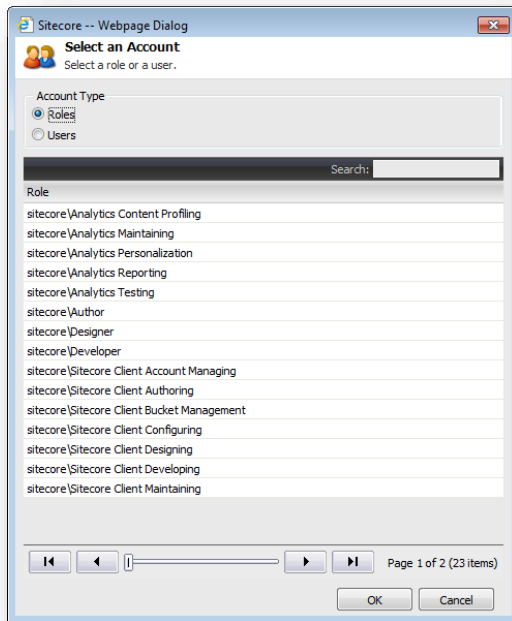 Sitecore -- Webpage Dialog
Select an Account
Select a role or a user.
Account Type
Roles
Users
Search:
Role
sitecore\Analytics Content Profiling
sitecore\Analytics Maintaining
sitecore\Analytics Personalization
sitecore\Analytics Reporting
sitecore\Analytics Testing
sitecore\Author
sitecore\Designer
sitecore\Developer
sitecore\Sitecore Client Account Managing
sitecore\Sitecore Client Authoring
sitecore\Sitecore Client Bucket Management
sitecore\Sitecore Client Configuring
sitecore\Sitecore Client Designing
sitecore\Sitecore Client Developing
sitecore\Sitecore Client Maintaining
Page 1 of 2 (23 items)
OK Cancel